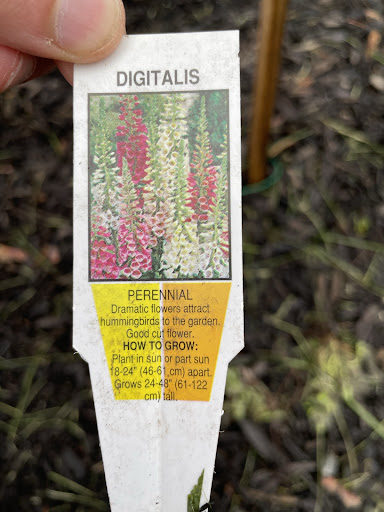 DIGITALIS
PERENNIAL
Dramatic flowers attract
hummingbirds to the garden.
Good cut flower.
HOW TO GROW:
Plant in sun or part sun
8-24" (46-61 cm) apart.
Grows 24-48" (61-122
cm) tall.